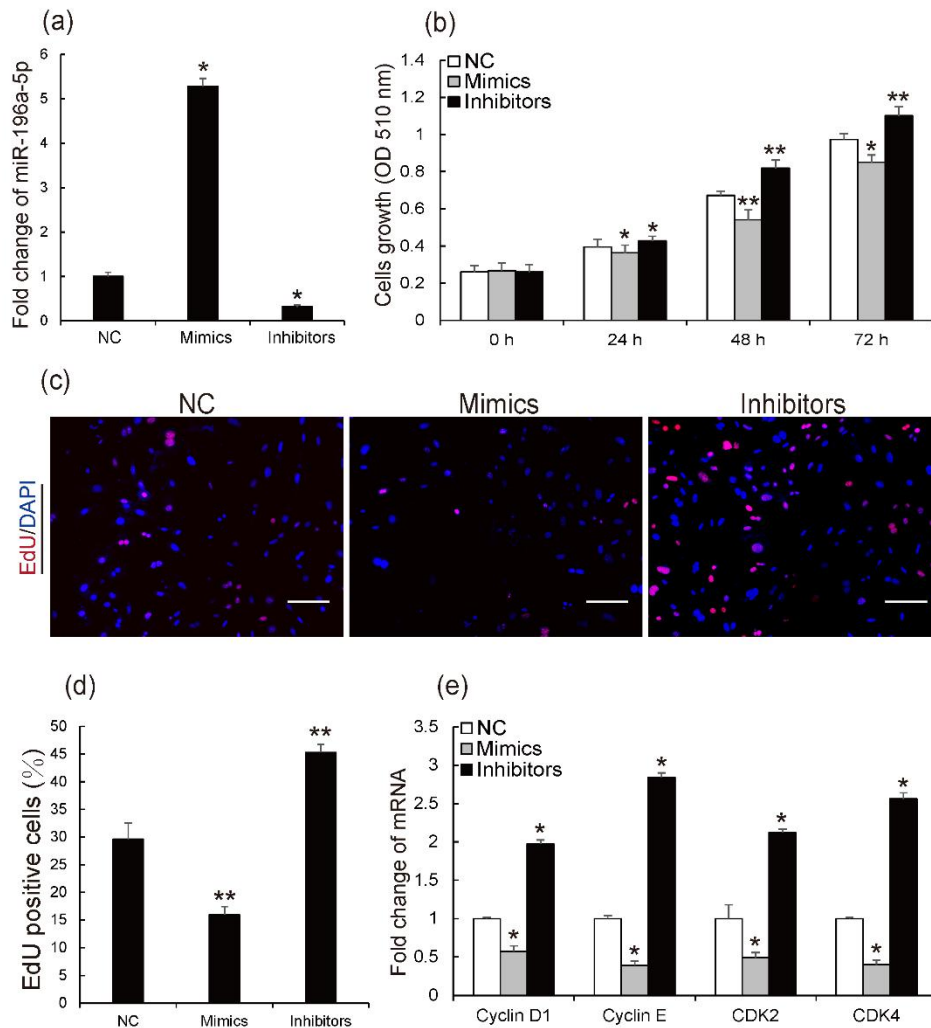 (a)
Fold change of miR-196a-5p
6
5
4
3
2
1
0
*
*
NC
Mimics
Inhibitors
(b)
Cells growth (OD 510 nm)
1.4
1.2
1
0.8
0.6
0.4
0.2
0
NC
Mimics
Inhibitors
*
*
**
**
*
**
0 h
24 h
48 h
72 h
(c)
NC
Mimics
Inhibitors
EdU/DAPI
(d)
EdU positive cells (%)
50
45
40
35
30
25
20
15
10
5
0
**
**
NC
Mimics
Inhibitors
(e)
Fold change of mRNA
3.5
3
2.5
2
1.5
1
0.5
0
NC
Mimics
Inhibitors
*
*
*
*
*
*
*
*
Cyclin D1
Cyclin E
CDK2
CDK4